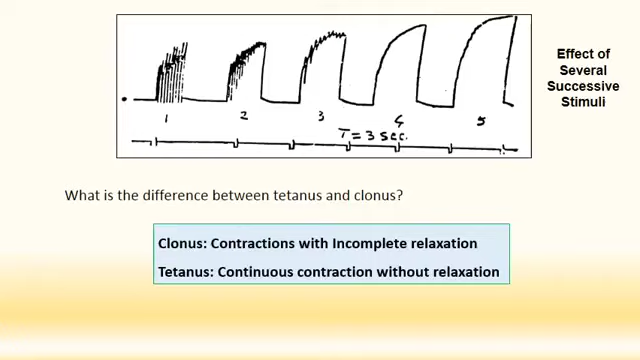 Effect of
Several
Successive
Stimuli
1 2 3 4 5
T = 3 sec.
What is the difference between tetanus and clonus?
Clonus: Contractions with Incomplete relaxation
Tetanus: Continuous contraction without relaxation